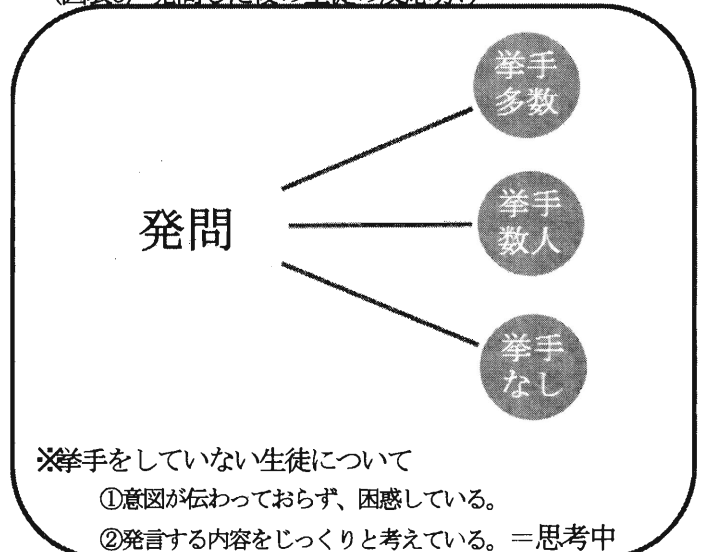 挙手
多数
発問
挙手
数人
挙手
なし
※挙手をしていない生徒について
①意図が伝わっておらず、困惑している。
②発言する内容をじっくりと考えている。＝思考中